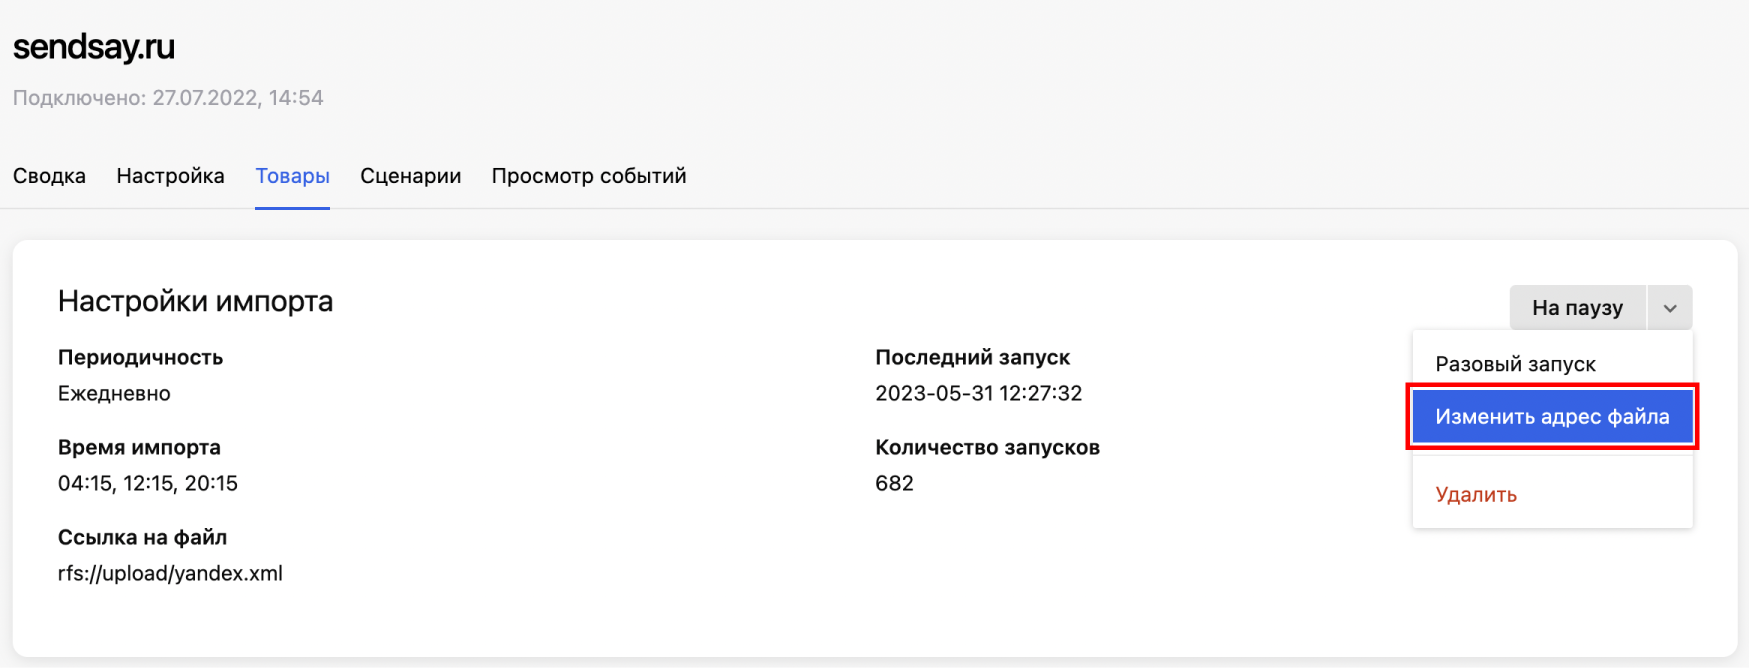 sendsay.ru
Подключено: 27.07.2022, 14:54
Сводка Настройка Товары Сценарии Просмотр событий
Настройки импорта
На паузу
Периодичность
Ежедневно
Время импорта
04:15, 12:15, 20:15
Ссылка на файл
rfs://upload/yandex.xml
Последний запуск
2023-05-31 12:27:32
Количество запусков
682
Разовый запуск
Изменить адрес файла
Удалить